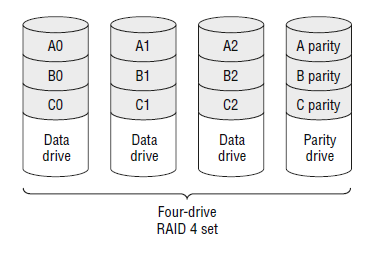 A0 A1 A2 A parity
B0 B1 B2 B parity
C0 C1 C2 C parity
Data Data Data Parity
drive drive drive drive
Four-drive
RAID 4 set